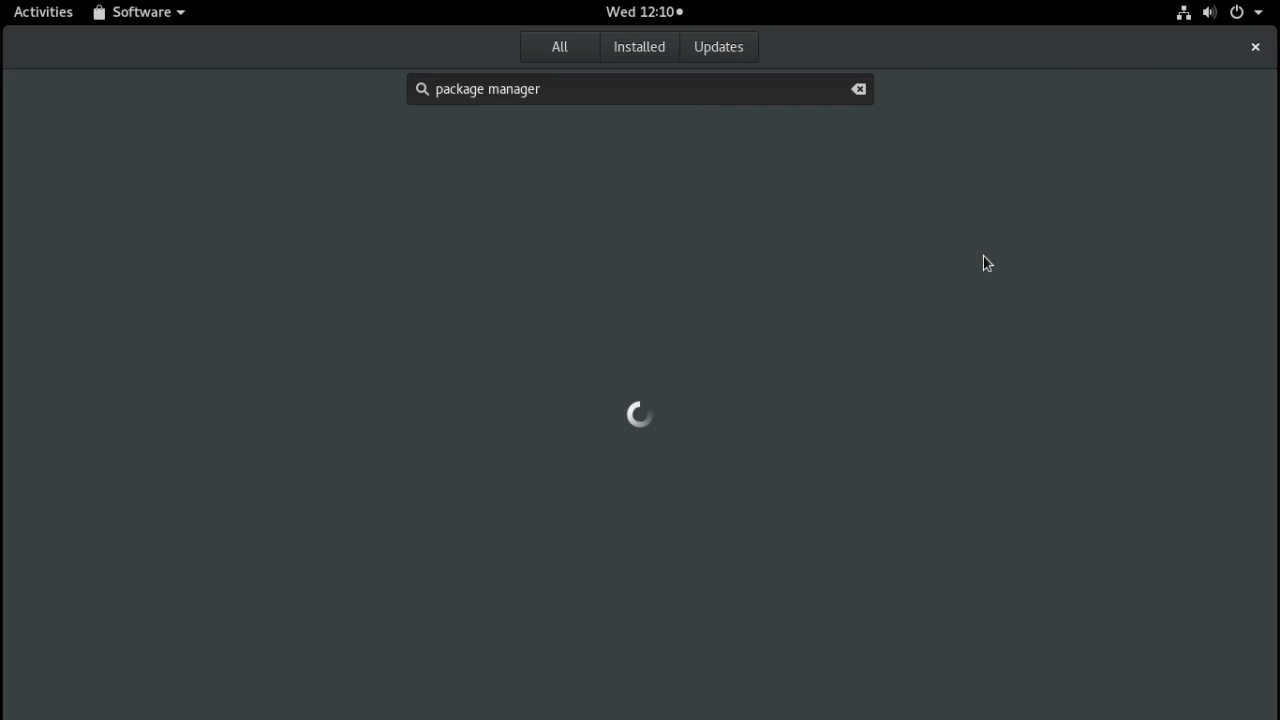 Activities Software Wed 12:10
All Installed Updates
package manager